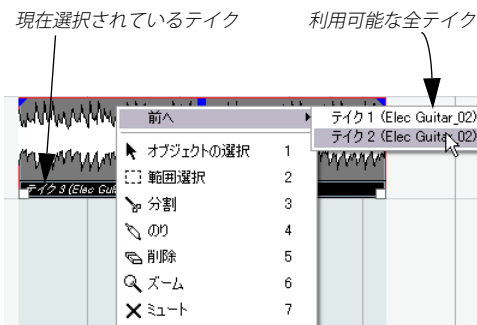 現在選択されているテイク
利用可能な全テイク
前へ
テイク 1 (Elec Guitar_02)
テイク 2 (Elec Guitar_02)
オブジェクトの選択 1
範囲選択 2
テイク 3 (Elec Gui
分割 3
のり 4
削除 5
ズーム 6
ミュート 7